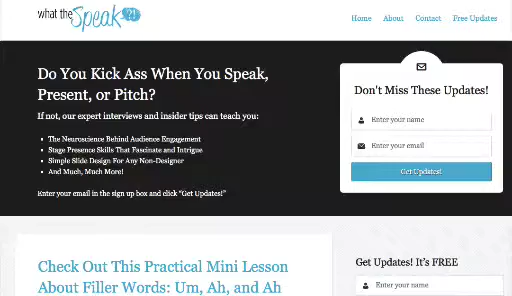 what the Speak ?!
Home About Contact Free Updates
Do You Kick Ass When You Speak,
Present, or Pitch?
If not, our expert interviews and insider tips can teach you:
The Neuroscience Behind Audience Engagement
Stage Presence Skills That Fascinate and Intrigue
Simple Slide Design For Any Non-Designer
And Much, Much More!
Enter your email in the sign up box and click “Get Updates!”
Don't Miss These Updates!
Enter your name
Enter your email
Get Updates!
Check Out This Practical Mini Lesson
About Filler Words: Um, Ah, and Ah
Get Updates! It’s FREE
Enter your name